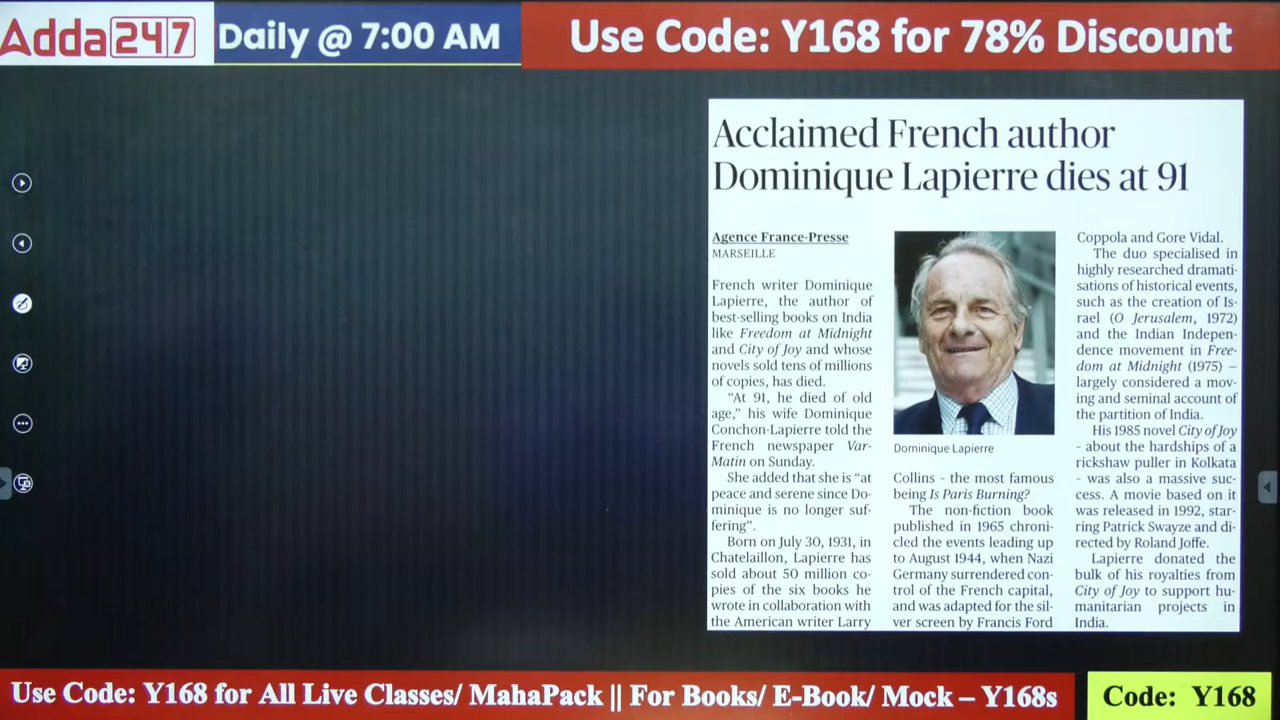 Adda247
Daily @ 7:00 AM
Use Code: Y168 for 78% Discount
Acclaimed French author
Dominique Lapierre dies at 91
Agence France-Presse
MARSEILLE
French writer Dominique
Lapierre, the author of
best-selling books on India
like Freedom at Midnight
and City of Joy and whose
novels sold tens of millions
of copies, has died.
“At 91, he died of old
age,” his wife Dominique
Conchon-Lapierre told the
French newspaper Var-
Matin on Sunday.
She added that she is “at
peace and serene since Do-
minique is no longer suf-
fering”.
Born on July 30, 1931, in
Chatelaillon, Lapierre has
sold about 50 million co-
pies of the six books he
wrote in collaboration with
the American writer Larry
Dominique Lapierre
Collins - the most famous
being Is Paris Burning?
The non-fiction book
published in 1965 chroni-
cled the events leading up
to August 1944, when Nazi
Germany surrendered con-
trol of the French capital,
and was adapted for the sil-
ver screen by Francis Ford
Coppola and Gore Vidal.
The duo specialised in
highly researched dramati-
sations of historical events,
such as the creation of Is-
rael (O Jerusalem, 1972)
and the Indian Indepen-
dence movement in Free-
dom at Midnight (1975) –
largely considered a mov-
ing and seminal account of
the partition of India.
His 1985 novel City of Joy
- about the hardships of a
rickshaw puller in Kolkata
- was also a massive suc-
cess. A movie based on it
was released in 1992, star-
ring Patrick Swayze and di-
rected by Roland Joffe.
Lapierre donated the
bulk of his royalties from
City of Joy to support hu-
manitarian projects in
India.
Use Code: Y168 for All Live Classes/ MahaPack || For Books/ E-Book/ Mock – Y168s
Code: Y168